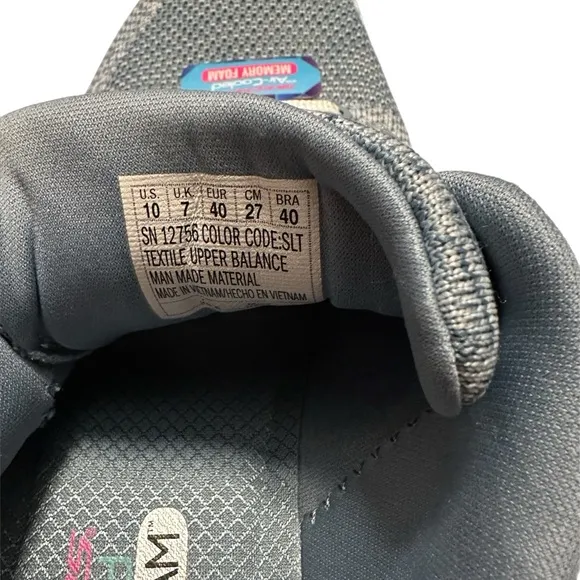 Air-Cooled
MEMORY FOAM
U.S. U.K. EUR CM BRA
10 7 40 27 40
SN 12756 COLOR CODE:SLT
TEXTILE UPPER BALANCE
MAN MADE MATERIAL
MADE IN VIETNAM/HECHO EN VIETNAM
AM™